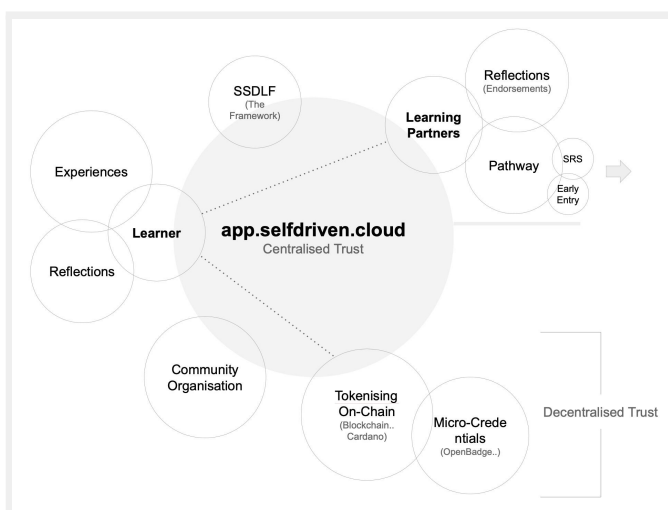 SSDLF
(The
Framework)
Reflections
(Endorsements)
Learning
Partners
Pathway
SRS
Early
Entry
Experiences
Learner
Reflections
app.selfdriven.cloud
Centralised Trust
Community
Organisation
Tokenising
On-Chain
(Blockchain..
Cardano)
Micro-Crede
ntials
(OpenBadge..)
Decentralised Trust